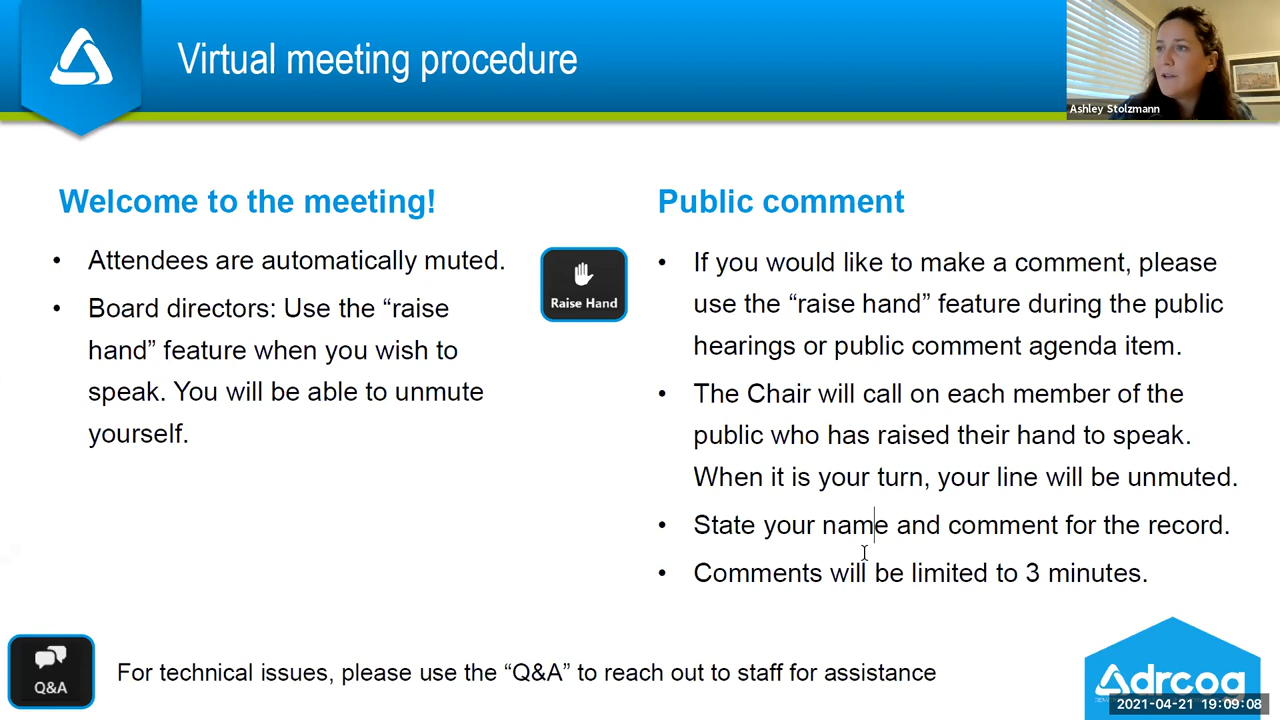 Virtual meeting procedure
Ashley Stolzmann
Welcome to the meeting!
• Attendees are automatically muted.
• Board directors: Use the “raise
hand” feature when you wish to
speak. You will be able to unmute
yourself.
Raise Hand
Public comment
• If you would like to make a comment, please
use the “raise hand” feature during the public
hearings or public comment agenda item.
• The Chair will call on each member of the
public who has raised their hand to speak.
When it is your turn, your line will be unmuted.
• State your name and comment for the record.
• Comments will be limited to 3 minutes.
Q&A
For technical issues, please use the “Q&A” to reach out to staff for assistance
drcog
2021-04-21 19:09:08